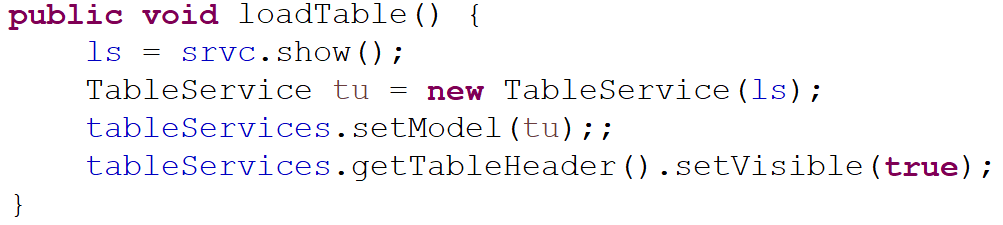 public void loadTable() {
    ls = srvc.show();
    TableService tu = new TableService(ls);
    tableServices.setModel(tu);;
    tableServices.getTableHeader().setVisible(true);
}